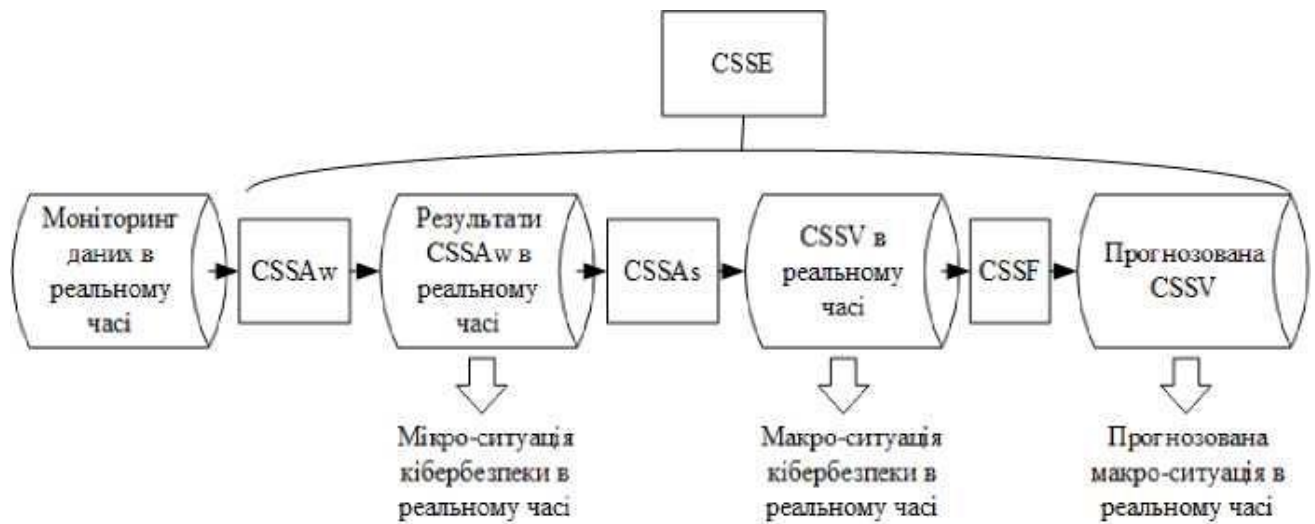 CSSE
Моніторинг
даних в
реальному
часі
CSSAw
Результати
CSSAw в
реальному
часі
CSSAs
CSSV в
реальному
часі
CSSF
Прогнозована
CSSV
Мікро-ситуація
кібербезпеки в
реальному часі
Макро-ситуація
кібербезпеки в
реальному часі
Прогнозована
макро-ситуація в
реальному часі